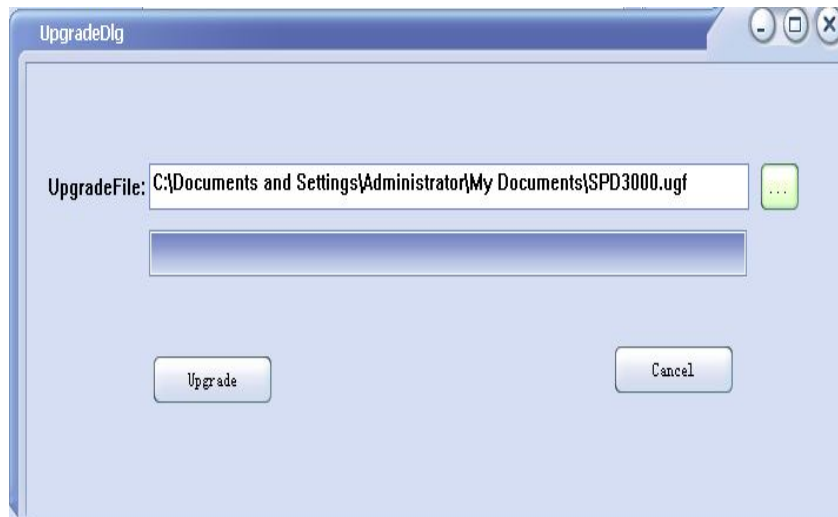 UpgradeDlg
UpgradeFile: C:\Documents and Settings\Administrator\My Documents\SPD3000.ugf ...
Upgrade Cancel